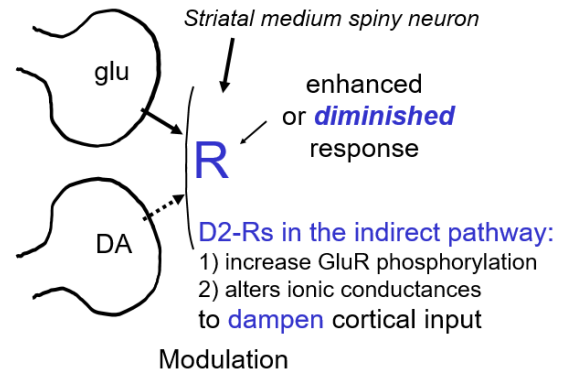 Striatal medium spiny neuron
glu
enhanced
or diminished
response
R
DA
D2-Rs in the indirect pathway:
1) increase GluR phosphorylation
2) alters ionic conductances
to dampen cortical input
Modulation